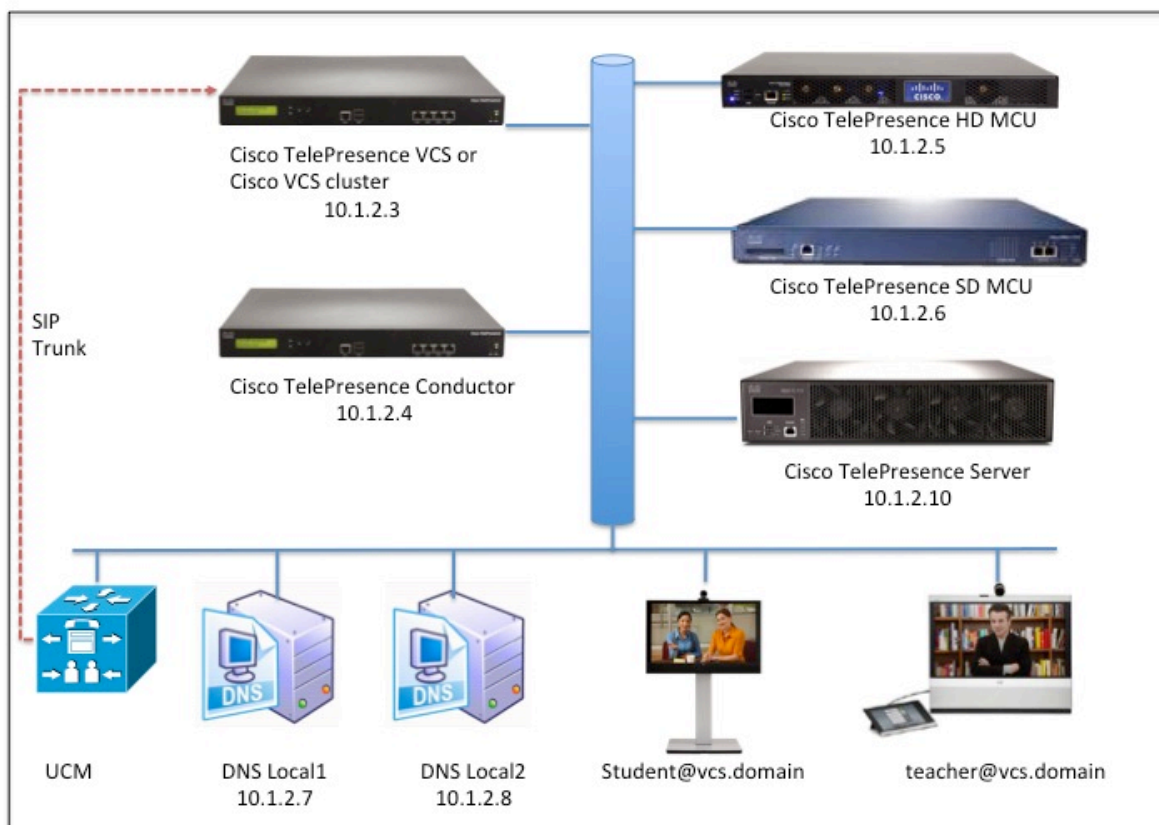 Cisco TelePresence VCS or
Cisco VCS cluster
10.1.2.3
Cisco TelePresence HD MCU
10.1.2.5
CISCO
Cisco TelePresence SD MCU
10.1.2.6
SIP
Trunk
Cisco TelePresence Conductor
10.1.2.4
Cisco TelePresence Server
10.1.2.10
DNS
DNS
UCM
DNS Local1
10.1.2.7
DNS Local2
10.1.2.8
Student@vcs.domain
teacher@vcs.domain